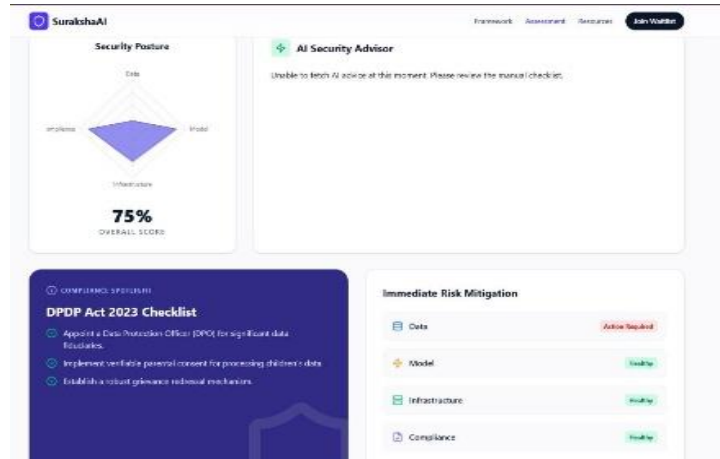 SurakshaAI
Framework
Assessment
Resources
Join Waitlist
Security Posture
Data
Model
Infrastructure
ompliance
75%
OVERALL SCORE
AI Security Advisor
Unable to fetch AI advice at this moment. Please review the manual checklist.
COMPLIANCE SPOTLIGHT
DPDP Act 2023 Checklist
Appoint a Data Protection Officer (DPO) for significant data
fiduciaries.
Implement verifiable parental consent for processing children's data
Establish a robust grievance redressal mechanism.
Immediate Risk Mitigation
Data
Action Required
Model
Healthy
Infrastructure
Healthy
Compliance
Healthy